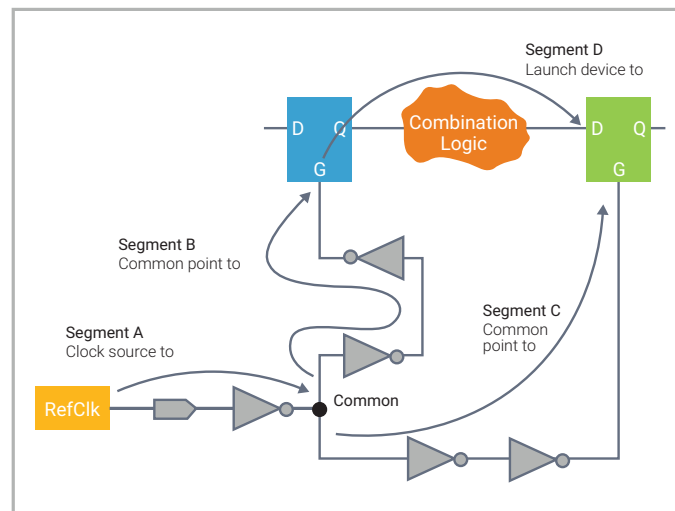 Segment D
Launch device to
D
Q
G
Combination
Logic
D
Q
G
Segment B
Common point to
Segment C
Common
point to
Segment A
Clock source to
RefClk
Common